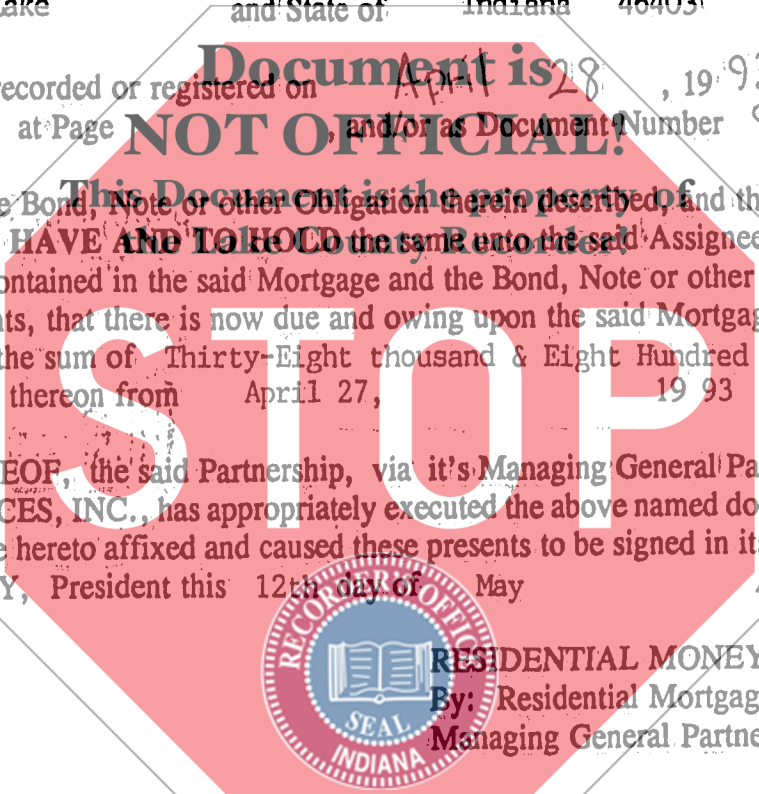 Lake and State of Indiana 46403
Document is
recorded or registered on April 28, 19 93
at Page , and/or as Document Number
NOT OFFICIAL!
This Document is the property of
e Bond, Note or other Obligation therein described, and th
HAVE AND TO HOLD the same unto the said Assignee
the Lake County Recorder!
ontained in the said Mortgage and the Bond, Note or other
nts, that there is now due and owing upon the said Mortgag
the sum of Thirty-Eight thousand & Eight Hundred
thereon from April 27, 19 93
STOP
EOF, the said Partnership, via it's Managing General Pa
CES, INC., has appropriately executed the above named do
e hereto affixed and caused these presents to be signed in it
Y, President this 12th day of May
RECORDER'S OFFICE
SEAL
INDIANA
RESIDENTIAL MONEY
By: Residential Mortgag
Managing General Partne